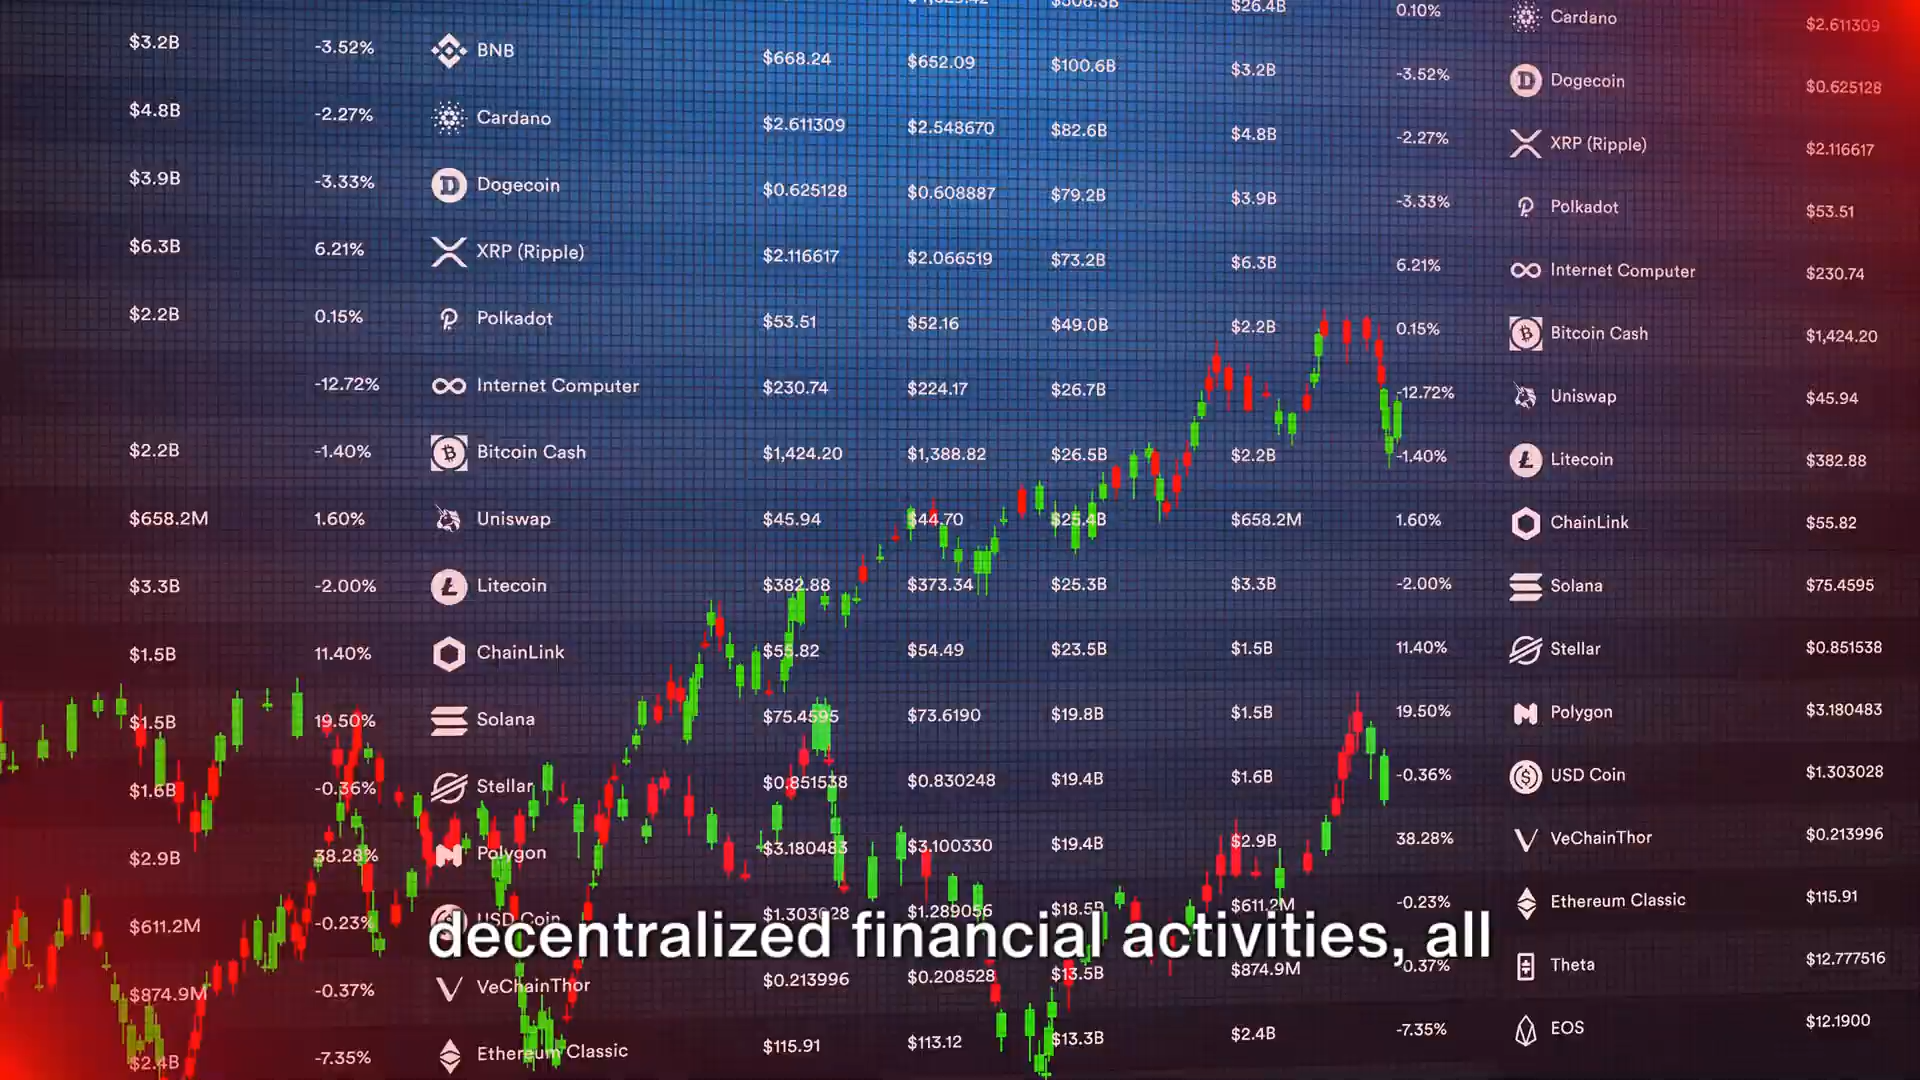 $1,629.42 $306.3B $26.4B 0.10% Cardano $2.611309
$3.2B -3.52% BNB $668.24 $652.09 $100.6B $3.2B -3.52% Dogecoin $0.625128
$4.8B -2.27% Cardano $2.611309 $2.548670 $82.6B $4.8B -2.27% XRP (Ripple) $2.116617
$3.9B -3.33% Dogecoin $0.625128 $0.608887 $79.2B $3.9B -3.33% Polkadot $53.51
$6.3B 6.21% XRP (Ripple) $2.116617 $2.066519 $73.2B $6.3B 6.21% Internet Computer $230.74
$2.2B 0.15% Polkadot $53.51 $52.16 $49.0B $2.2B 0.15% Bitcoin Cash $1,424.20
-12.72% Internet Computer $230.74 $224.17 $26.7B -12.72% Uniswap $45.94
$2.2B -1.40% Bitcoin Cash $1,424.20 $1,388.82 $26.5B $2.2B -1.40% Litecoin $382.88
$658.2M 1.60% Uniswap $45.94 $44.70 $25.4B $658.2M 1.60% ChainLink $55.82
$3.3B -2.00% Litecoin $382.88 $373.34 $25.3B $3.3B -2.00% Solana $75.4595
$1.5B 11.40% ChainLink $55.82 $54.49 $23.5B $1.5B 11.40% Stellar $0.851538
$1.5B 19.50% Solana $75.4595 $73.6190 $19.8B $1.5B 19.50% Polygon $3.180483
$1.6B -0.36% Stellar $0.851538 $0.830248 $19.4B $1.6B -0.36% USD Coin $1.303028
$2.9B 38.28% Polygon $3.180483 $3.100330 $19.4B $2.9B 38.28% VeChainThor $0.213996
$611.2M -0.23% USD Coin $1.303028 $1.289056 $18.5B $611.2M -0.23% Ethereum Classic $115.91
decentralized financial activities, all
$874.9M -0.37% VeChainThor $0.213996 $0.208528 $13.5B $874.9M -0.37% Theta $12.777516
$2.4B -7.35% Ethereum Classic $115.91 $113.12 $13.3B $2.4B -7.35% EOS $12.1900